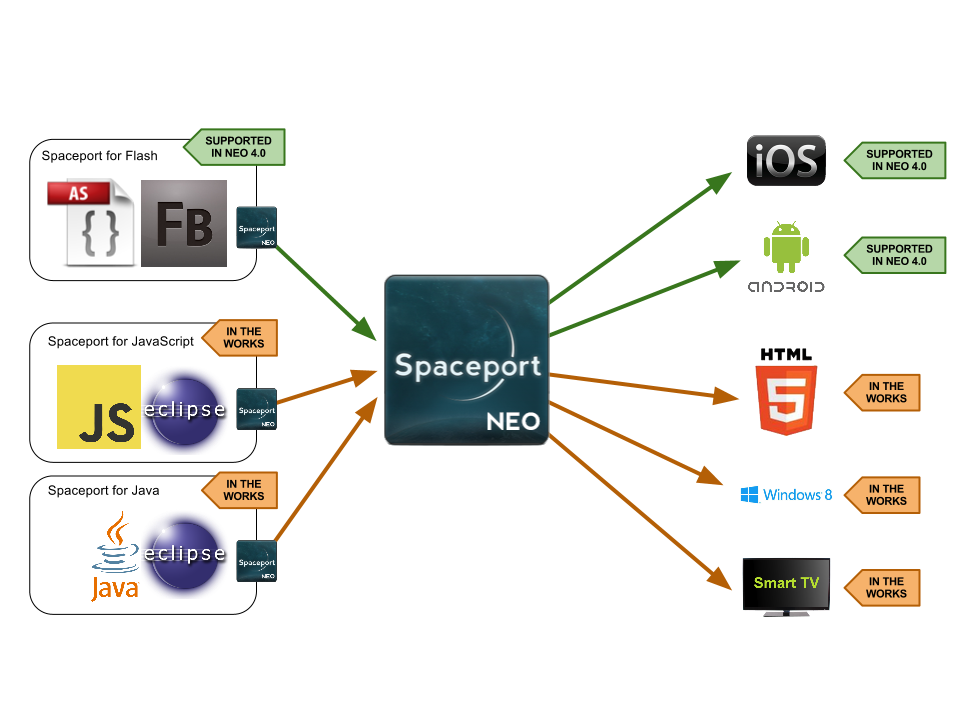 Spaceport for Flash
SUPPORTED
IN NEO 4.0
AS
{ }
FB
Spaceport
NEO
Spaceport for JavaScript
IN THE
WORKS
JS
eclipse
Spaceport
NEO
Spaceport for Java
IN THE
WORKS
Java
eclipse
Spaceport
NEO
Spaceport
NEO
iOS
SUPPORTED
IN NEO 4.0
ANDROID
SUPPORTED
IN NEO 4.0
HTML
5
IN THE
WORKS
Windows 8
IN THE
WORKS
Smart TV
IN THE
WORKS